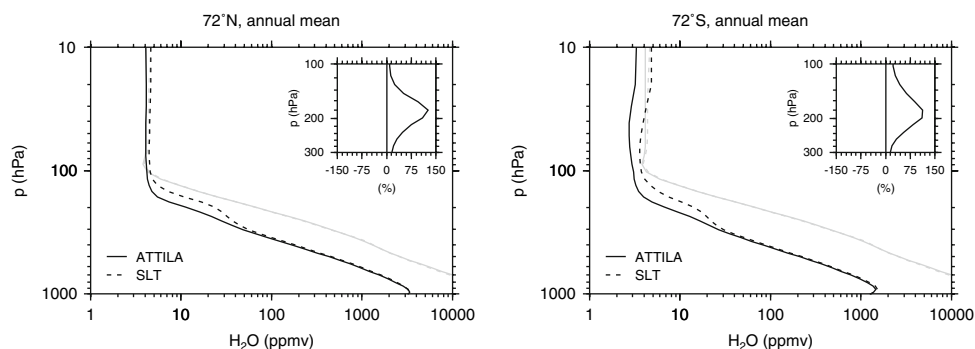 72°N, annual mean
10
100
1000
p (hPa)
1 10 100 1000 10000
H2O (ppmv)
ATTILA
SLT
100
200
300
p (hPa)
-150 -75 0 75 150
(%)
72°S, annual mean
10
100
1000
p (hPa)
1 10 100 1000 10000
H2O (ppmv)
ATTILA
SLT
100
200
300
p (hPa)
-150 -75 0 75 150
(%)